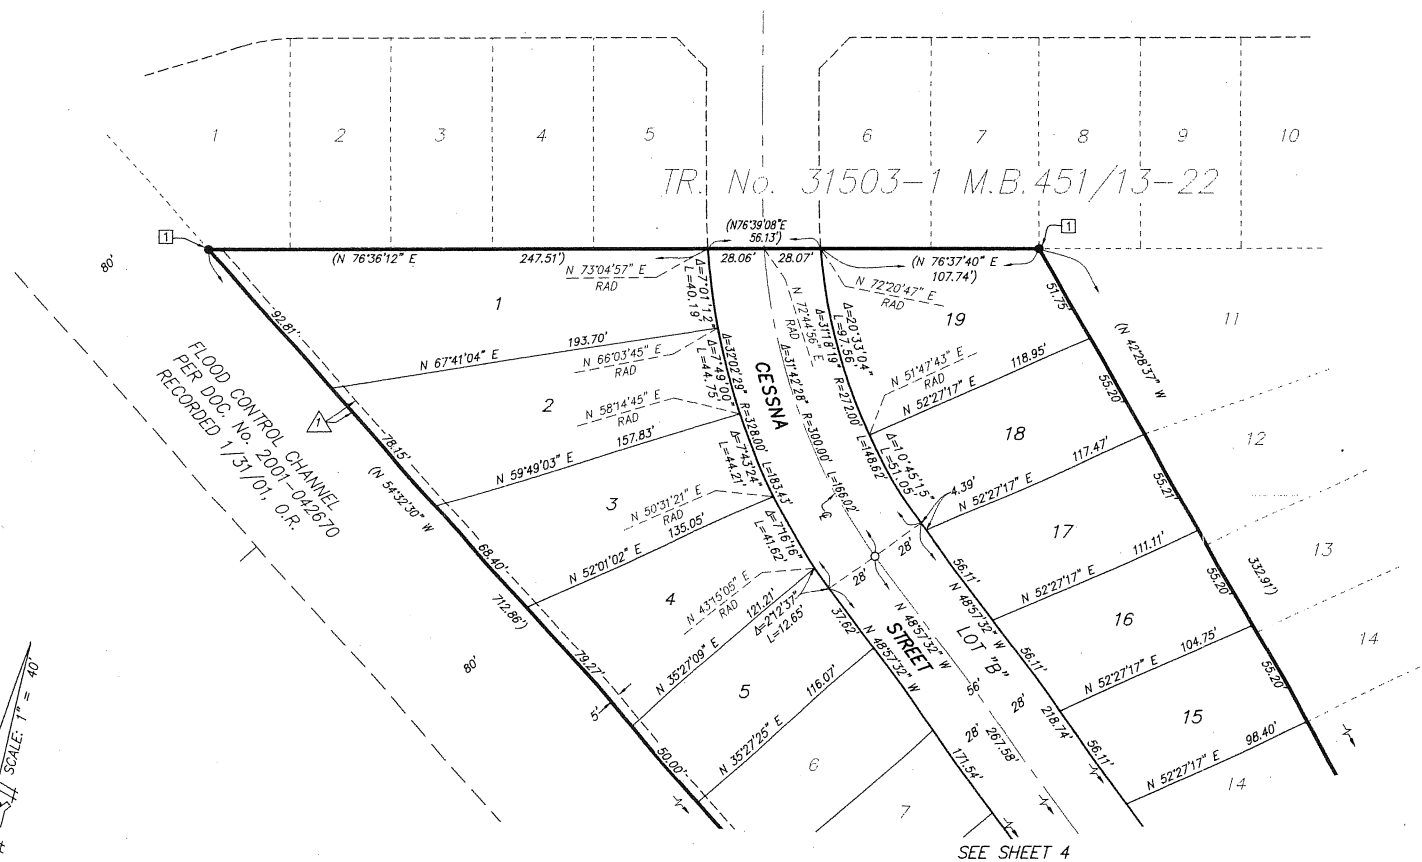 1
2
3
4
5
6
7
8
9
10
TR. No. 31503-1 M.B. 451/13-22
(N76°39'08"E
56.13')
1
1
80'
(N 76°36'12" E 247.51')
28.06' 28.07'
(N 76°37'40" E
107.74')
N 73°04'57" E
RAD
N 72°44'56" E
RAD
N 72°20'47" E
RAD
Δ=7°01'12"
L=40.19'
1
92.81'
N 67°41'04" E 193.70'
N 66°03'45" E
RAD
Δ=7°49'00"
L=44.75'
Δ=32°02'29" R=328.00' L=183.43'
CESSNA
Δ=31°42'28" R=300.00' L=166.02'
Δ=31°18'19" R=272.00' L=148.62'
Δ=20°33'04"
L=97.56'
19
51.75'
11
(N 42°28'37" W
332.91')
N 51°47'43" E
RAD
118.95'
N 52°27'17" E
55.20'
FLOOD CONTROL CHANNEL
PER DOC. No. 2001-042670
RECORDED 1/31/01, O.R.
1
2
78.15'
N 58°14'45" E
RAD
157.83'
N 59°49'03" E
Δ=7°43'24"
L=44.21'
18
12
117.47'
N 52°27'17" E
Δ=10°45'15"
L=51.05'
4.39'
55.21'
(N 54°32'30" W
712.86')
3
N 50°31'21" E
RAD
135.05'
N 52°01'02" E
68.40'
Δ=7°16'16"
L=41.62'
℄
28'
28'
17
13
111.11'
N 52°27'17" E
56.11'
55.20'
4
N 43°15'05" E
RAD
121.21'
N 35°27'09" E
Δ=2°12'37"
L=12.65'
37.62'
N 48°57'32" W
N 48°57'32" W
N 48°57'32" W
STREET
LOT "B"
16
14
104.75'
N 52°27'17" E
56.11'
55.20'
80'
79.27'
5'
5
116.07'
N 35°27'25" E
50.00'
56'
28'
28'
267.58'
218.74'
171.54'
15
98.40'
N 52°27'17" E
56.11'
14
6
7
SCALE: 1" = 40'
SEE SHEET 4